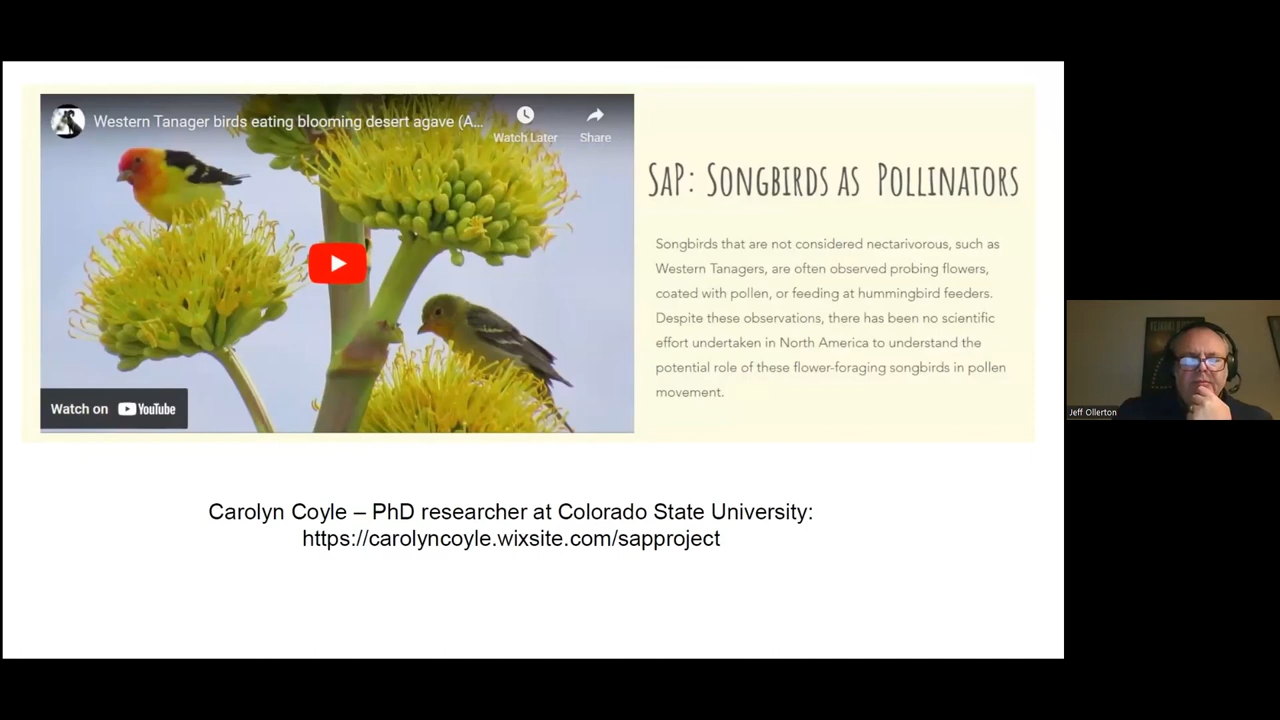 Western Tanager birds eating blooming desert agave (A...
Watch Later
Share
Watch on YouTube
SaP: Songbirds as Pollinators
Songbirds that are not considered nectarivorous, such as
Western Tanagers, are often observed probing flowers,
coated with pollen, or feeding at hummingbird feeders.
Despite these observations, there has been no scientific
effort undertaken in North America to understand the
potential role of these flower-foraging songbirds in pollen
movement.
Carolyn Coyle – PhD researcher at Colorado State University:
https://carolyncoyle.wixsite.com/sapproject
Jeff Ollerton